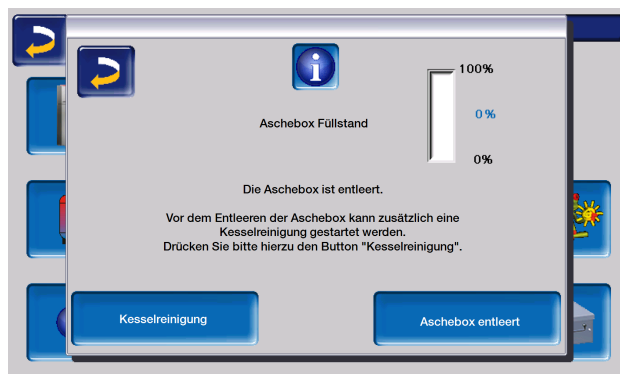 i
100%
Aschebox Füllstand
0%
0%
Die Aschebox ist entleert.
Vor dem Entleeren der Aschebox kann zusätzlich eine
Kesselreinigung gestartet werden.
Drücken Sie bitte hierzu den Button "Kesselreinigung".
Kesselreinigung
Aschebox entleert